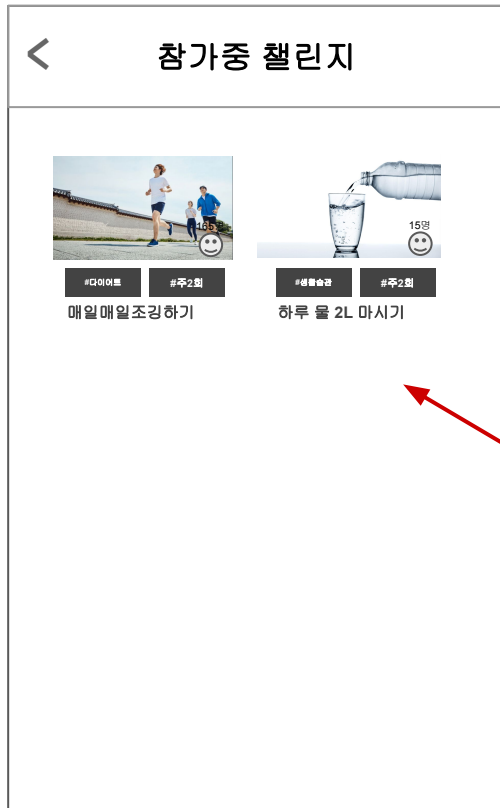 참가중 챌린지
15명
#다이어트 #주2회
#생활습관 #주2회
매일매일조깅하기
하루 물 2L 마시기